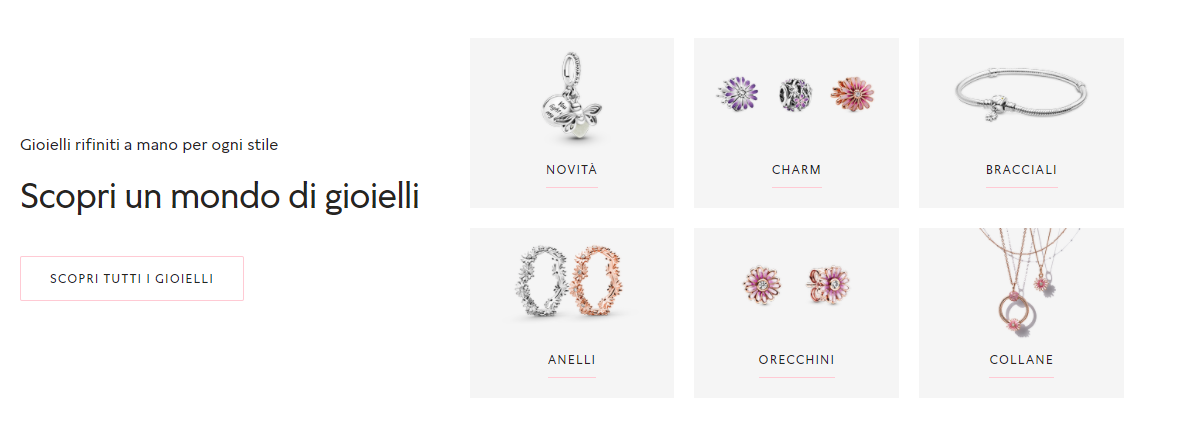 Gioielli rifiniti a mano per ogni stile
Scopri un mondo di gioielli
SCOPRI TUTTI I GIOIELLI
NOVITÀ
CHARM
BRACCIALI
ANELLI
ORECCHINI
COLLANE